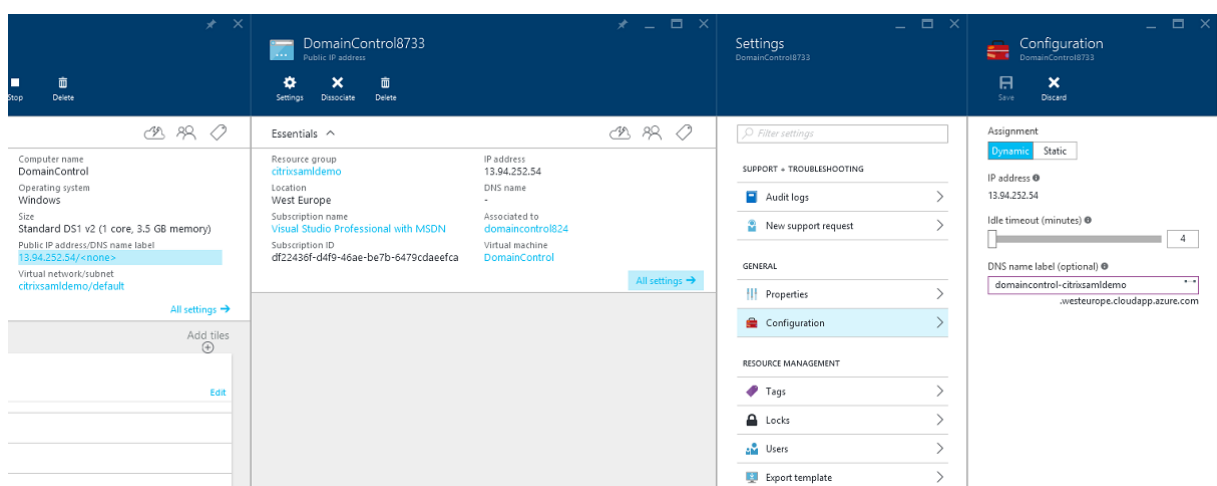 Stop
Delete
Computer name
DomainControl
Operating system
Windows
Size
Standard DS1 v2 (1 core, 3.5 GB memory)
Public IP address/DNS name label
13.94.252.54/<none>
Virtual network/subnet
citrixsamldemo/default
All settings →
Add tiles
Edit
DomainControl8733
Public IP address
Settings
Dissociate
Delete
Essentials
Resource group
citrixsamldemo
Location
West Europe
Subscription name
Visual Studio Professional with MSDN
Subscription ID
df22436f-d4f9-46ae-be7b-6479cdaeefca
IP address
13.94.252.54
DNS name
-
Associated to
domaincontrol824
Virtual machine
DomainControl
All settings →
Settings
DomainControl8733
Filter settings
SUPPORT + TROUBLESHOOTING
Audit logs
New support request
GENERAL
Properties
Configuration
RESOURCE MANAGEMENT
Tags
Locks
Users
Export template
Configuration
DomainControl8733
Save
Discard
Assignment
Dynamic
Static
IP address
13.94.252.54
Idle timeout (minutes)
4
DNS name label (optional)
domaincontrol-citrixsamldemo
.westeurope.cloudapp.azure.com